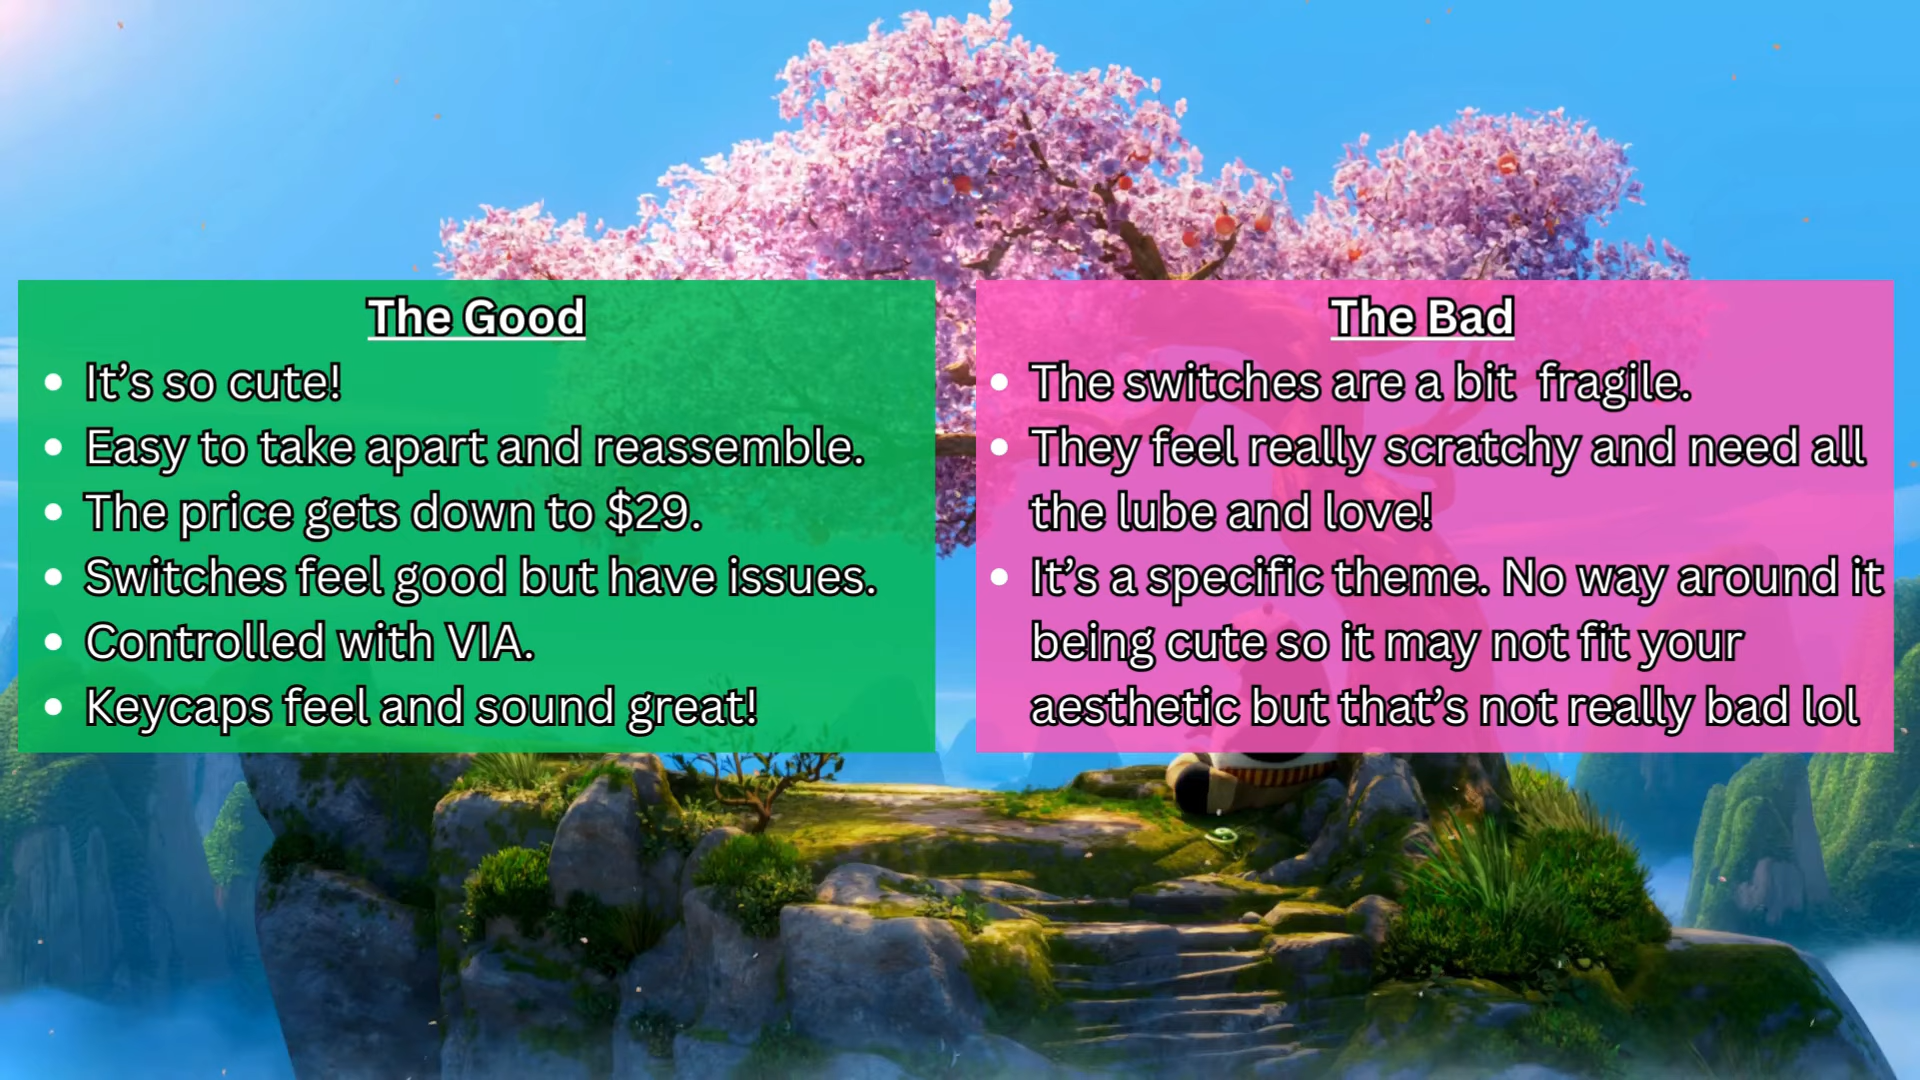 The Good
• It's so cute!
• Easy to take apart and reassemble.
• The price gets down to $29.
• Switches feel good but have issues.
• Controlled with VIA.
• Keycaps feel and sound great!
The Bad
• The switches are a bit  fragile.
• They feel really scratchy and need all
the lube and love!
• It's a specific theme. No way around it
being cute so it may not fit your
aesthetic but that's not really bad lol